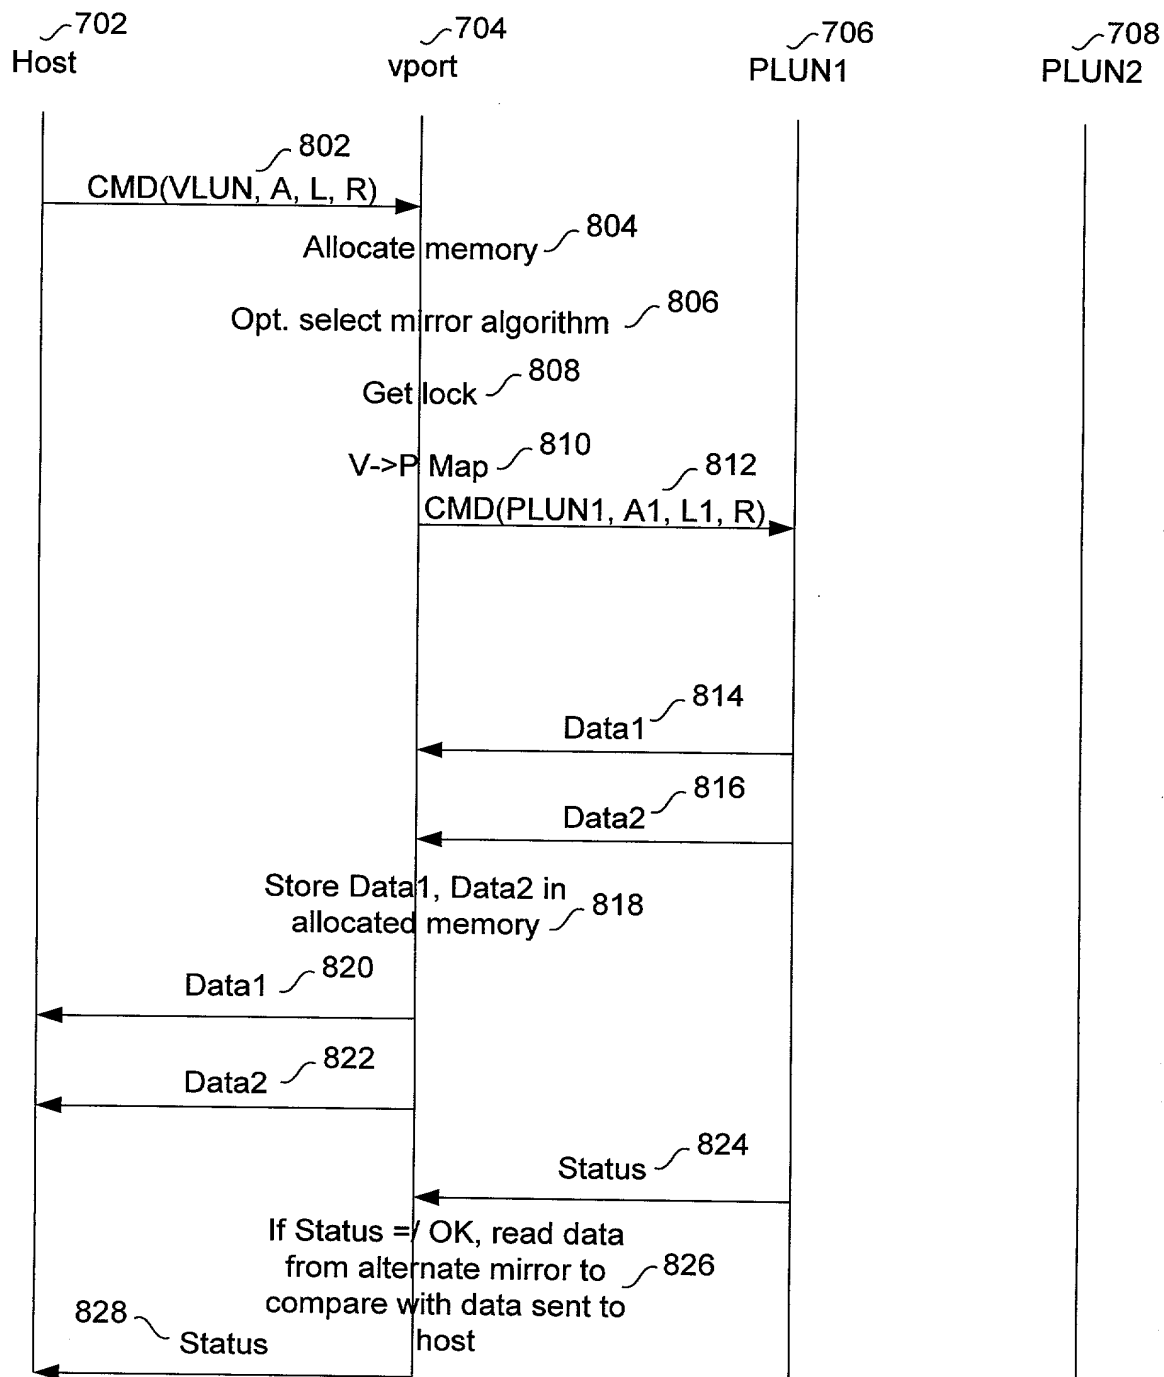 702
704
706
708
Host
vport
PLUN1
PLUN2
802
CMD(VLUN, A, L, R)
804
Allocate memory
806
Opt. select mirror algorithm
808
Get lock
810
V->P Map
812
CMD(PLUN1, A1, L1, R)
814
Data1
816
Data2
Store Data1, Data2 in
allocated memory
818
820
Data1
822
Data2
824
Status
If Status =/ OK, read data
from alternate mirror to
826
compare with data sent to
host
828
Status